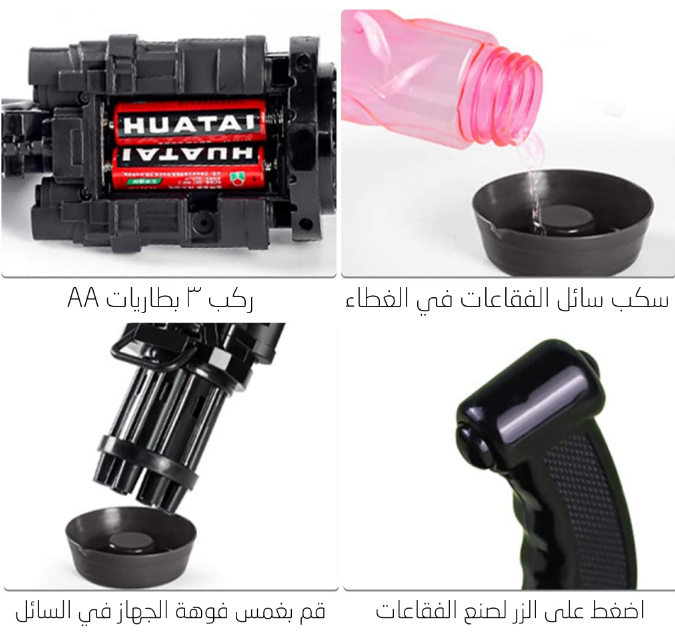 HUATAI
HUATAI
سكب سائل الفقاعات في الغطاء
ركب ٣ بطاريات AA
اضغط على الزر لصنع الفقاعات
قم بغمس فوهة الجهاز في السائل